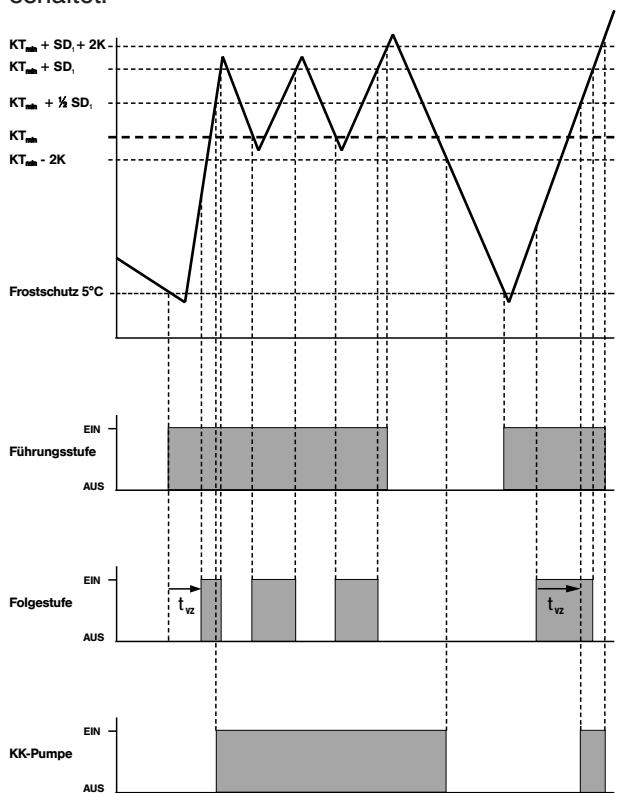 schaltet.
KTmin + SD1 + 2K
KTmin + SD1
KTmin + ½ SD1
KTmin
KTmin - 2K
Frostschutz 5°C
EIN
Führungsstufe
AUS
EIN
Folgestufe
tvz
tvz
AUS
EIN
KK-Pumpe
AUS